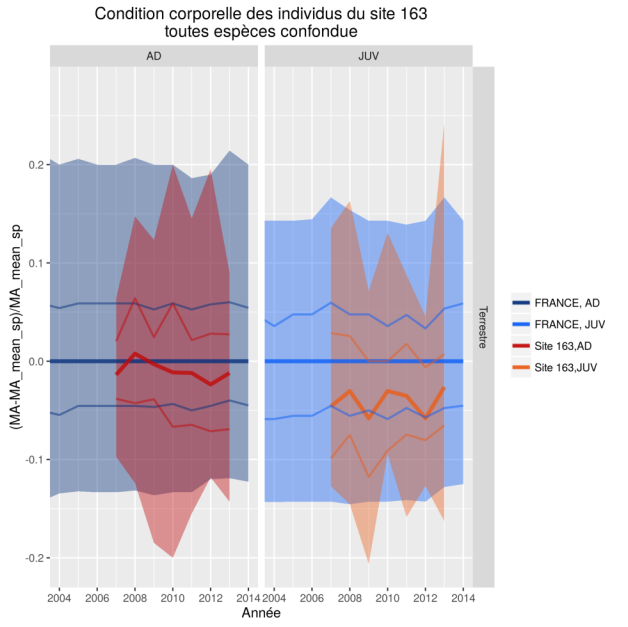 Condition corporelle des individus du site 163
toutes espèces confondue
AD
JUV
(MA-MA_mean_sp)/MA_mean_sp
0.2
0.1
0.0
-0.1
-0.2
Terrestre
2004 2006 2008 2010 2012 2014
2004 2006 2008 2010 2012 2014
Année
FRANCE, AD
FRANCE, JUV
Site 163,AD
Site 163,JUV